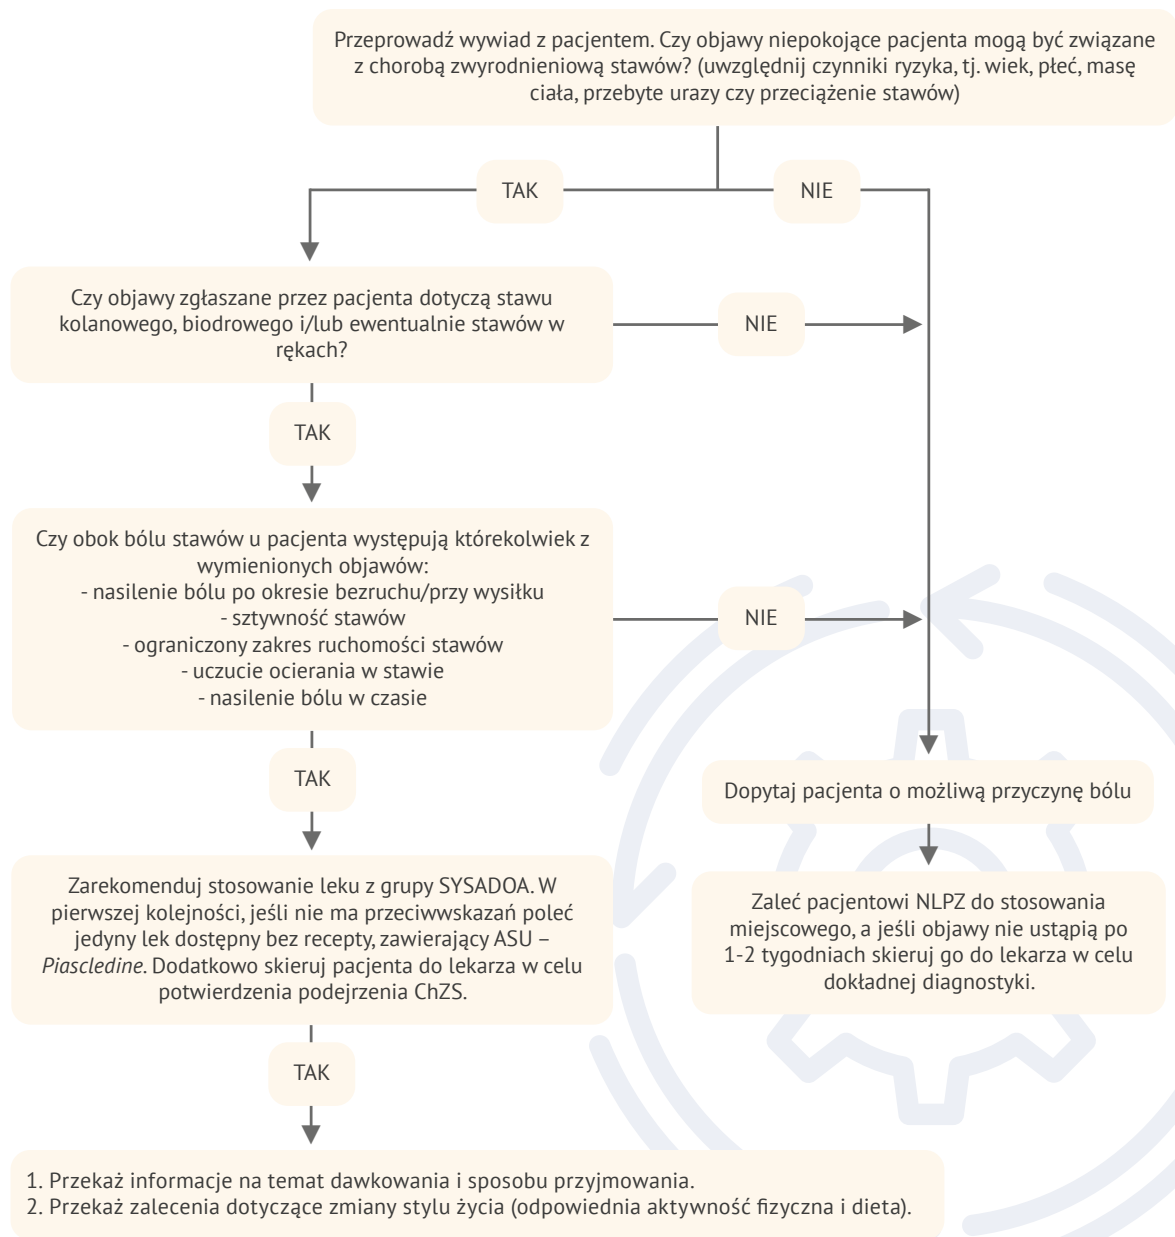 Przeprowadź wywiad z pacjentem. Czy objawy niepokojące pacjenta mogą być związane
z chorobą zwyrodnieniową stawów? (uwzględnij czynniki ryzyka, tj. wiek, płeć, masę
ciała, przebyte urazy czy przeciążenie stawów)
TAK
NIE
Czy objawy zgłaszane przez pacjenta dotyczą stawu
kolanowego, biodrowego i/lub ewentualnie stawów w
rękach?
NIE
TAK
Czy obok bólu stawów u pacjenta występują którekolwiek z
wymienionych objawów:
- nasilenie bólu po okresie bezruchu/przy wysiłku
- sztywność stawów
- ograniczony zakres ruchomości stawów
- uczucie ocierania w stawie
- nasilenie bólu w czasie
NIE
TAK
Dopytaj pacjenta o możliwą przyczynę bólu
Zarekomenduj stosowanie leku z grupy SYSADOA. W
pierwszej kolejności, jeśli nie ma przeciwwskazań poleć
jedyny lek dostępny bez recepty, zawierający ASU –
Piascledine. Dodatkowo skieruj pacjenta do lekarza w celu
potwierdzenia podejrzenia ChZS.
Zaleć pacjentowi NLPZ do stosowania
miejscowego, a jeśli objawy nie ustąpią po
1-2 tygodniach skieruj go do lekarza w celu
dokładnej diagnostyki.
TAK
1. Przekaż informacje na temat dawkowania i sposobu przyjmowania.
2. Przekaż zalecenia dotyczące zmiany stylu życia (odpowiednia aktywność fizyczna i dieta).